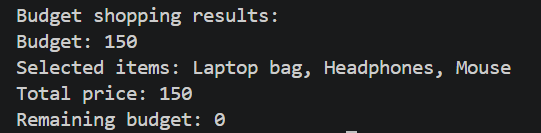 Budget shopping results:
Budget: 150
Selected items: Laptop bag, Headphones, Mouse
Total price: 150
Remaining budget: 0